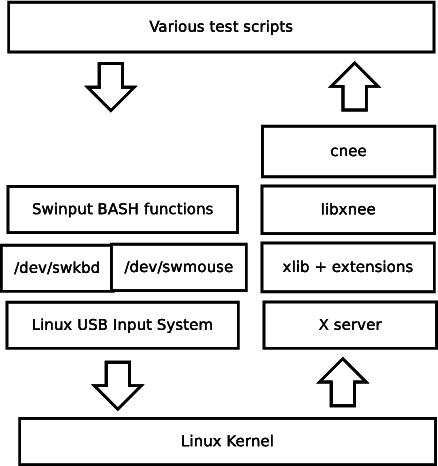 Various test scripts
cnee
Swinput BASH functions
libxnee
/dev/swkbd
/dev/swmouse
xlib + extensions
Linux USB Input System
X server
Linux Kernel